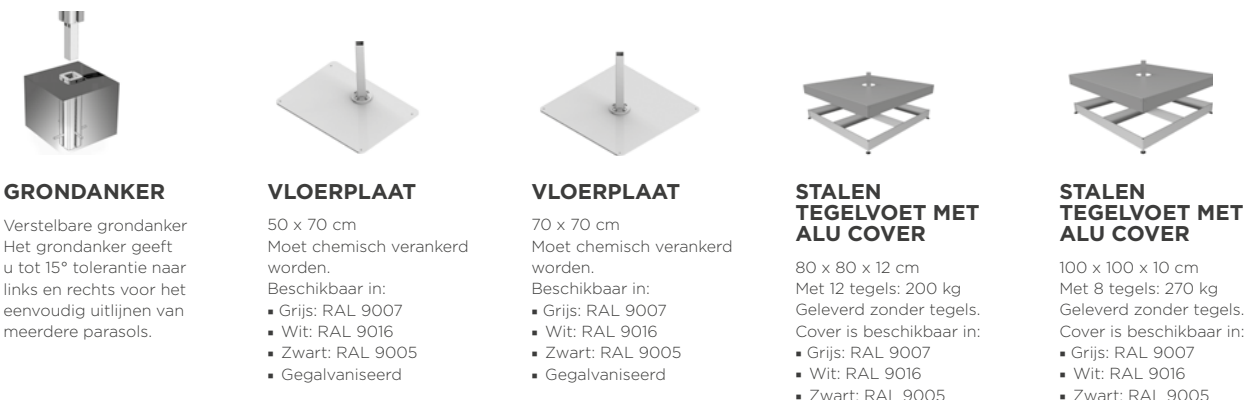 GRONDANKER
Verstelbare grondanker
Het grondanker geeft
u tot 15° tolerantie naar
links en rechts voor het
eenvoudig uitlijnen van
meerdere parasols.
VLOERPLAAT
50 x 70 cm
Moet chemisch verankerd
worden.
Beschikbaar in:
▪ Grijs: RAL 9007
▪ Wit: RAL 9016
▪ Zwart: RAL 9005
▪ Gegalvaniseerd
VLOERPLAAT
70 x 70 cm
Moet chemisch verankerd
worden.
Beschikbaar in:
▪ Grijs: RAL 9007
▪ Wit: RAL 9016
▪ Zwart: RAL 9005
▪ Gegalvaniseerd
STALEN
TEGELVOET MET
ALU COVER
80 x 80 x 12 cm
Met 12 tegels: 200 kg
Geleverd zonder tegels.
Cover is beschikbaar in:
▪ Grijs: RAL 9007
▪ Wit: RAL 9016
▪ Zwart: RAL 9005
STALEN
TEGELVOET MET
ALU COVER
100 x 100 x 10 cm
Met 8 tegels: 270 kg
Geleverd zonder tegels.
Cover is beschikbaar in:
▪ Grijs: RAL 9007
▪ Wit: RAL 9016
▪ Zwart: RAL 9005